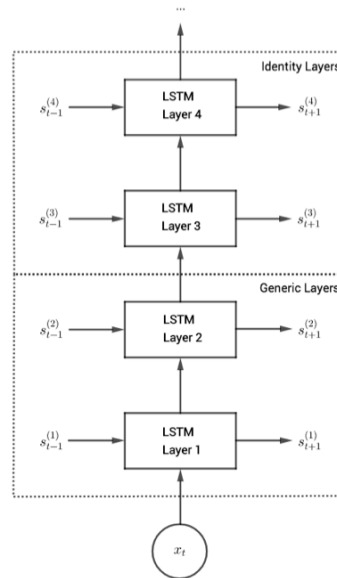 ...
Identity Layers
s_{t-1}^{(4)} LSTM Layer 4 s_{t+1}^{(4)}
s_{t-1}^{(3)} LSTM Layer 3 s_{t+1}^{(3)}
Generic Layers
s_{t-1}^{(2)} LSTM Layer 2 s_{t+1}^{(2)}
s_{t-1}^{(1)} LSTM Layer 1 s_{t+1}^{(1)}
x_t